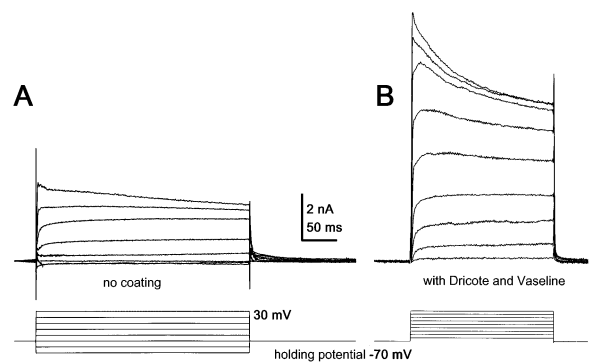 A
B
2 nA
50 ms
no coating
with Dricote and Vaseline
30 mV
holding potential -70 mV